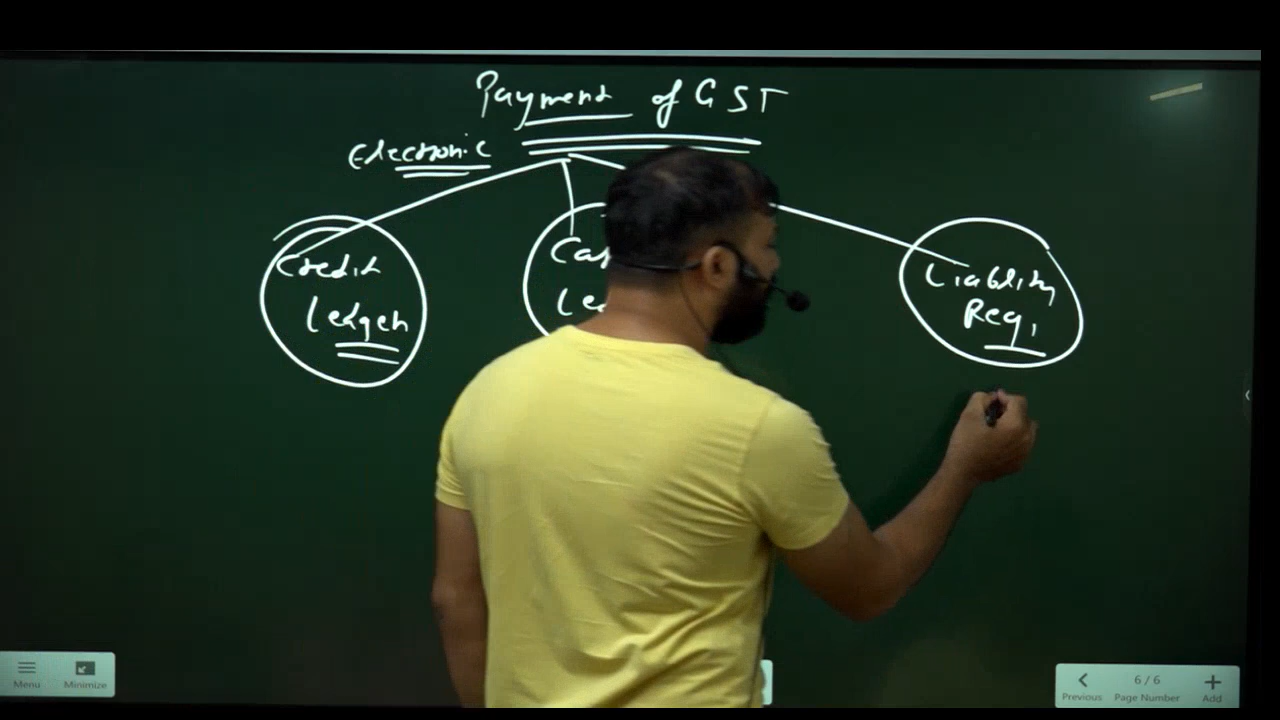 Payment of GST
Electronic
Credit
Ledger
Liability
Reg.
Menu
Minimize
6 / 6
Previous
Page Number
Add